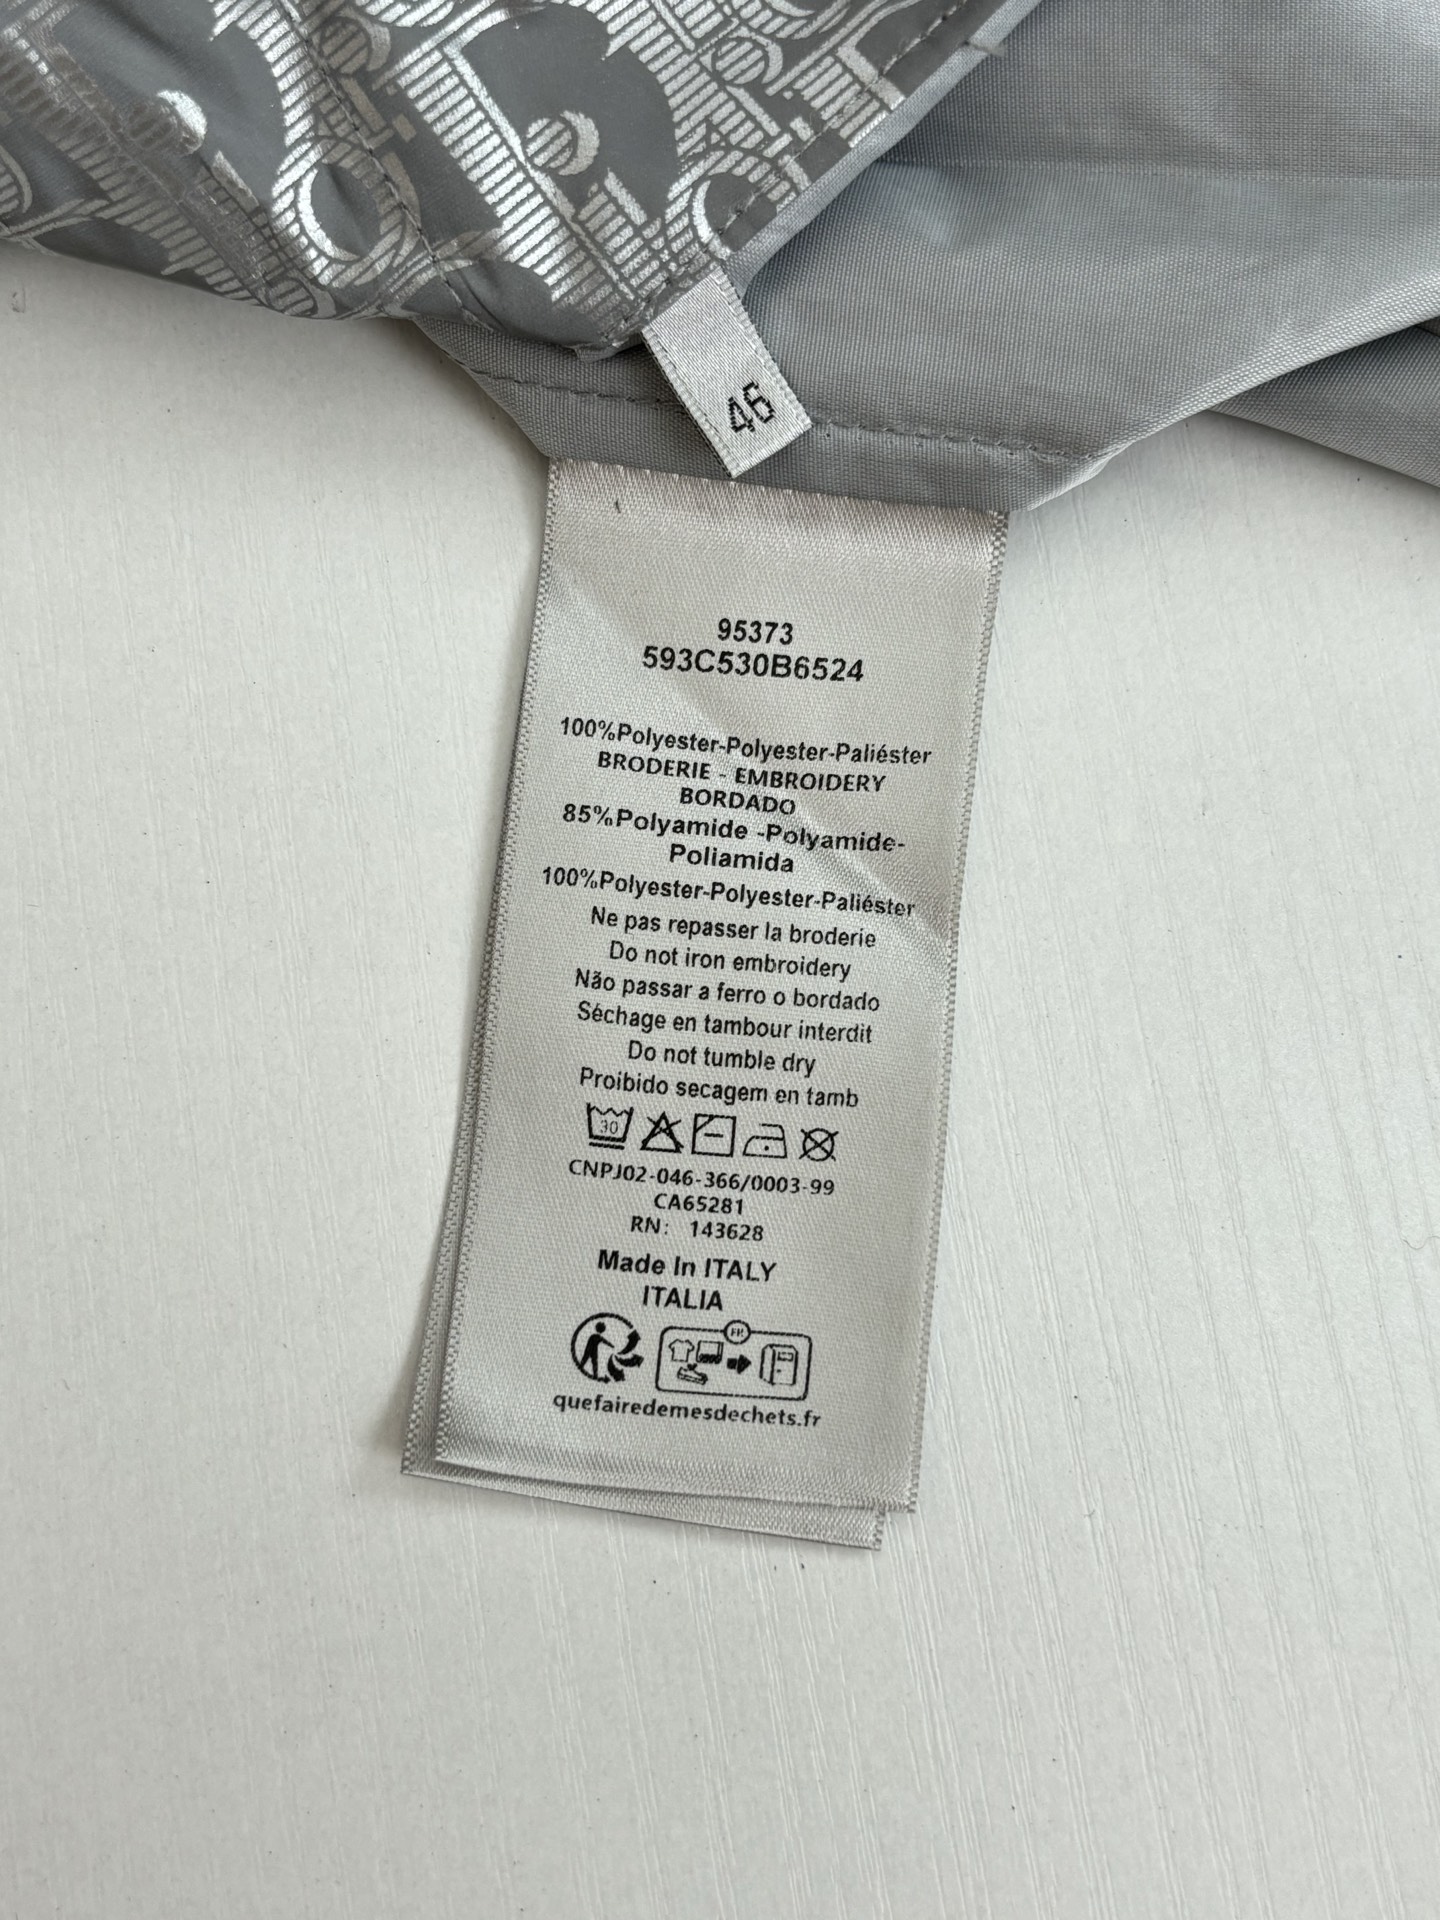 46
95373
593C530B6524
100%Polyester-Polyester-Paliéster
BRODERIE - EMBROIDERY
BORDADO
85%Polyamide -Polyamide-
Poliamida
100%Polyester-Polyester-Paliéster
Ne pas repasser la broderie
Do not iron embroidery
Não passar a ferro o bordado
Séchage en tambour interdit
Do not tumble dry
Proibido secagem en tamb
30
CNPJ02-046-366/0003-99
CA65281
RN: 143628
Made In ITALY
ITALIA
FR
quefairedemesdechets.fr